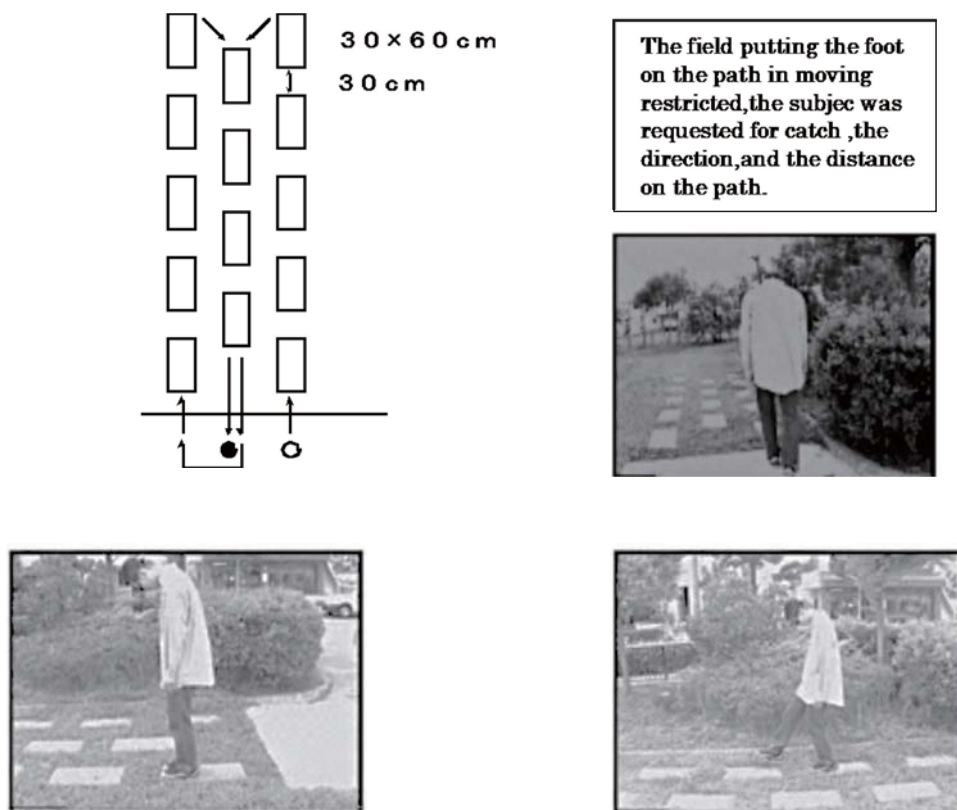 ３０×６０ｃｍ
３０ｃｍ
The field putting the foot
on the path in moving
restricted,the subjec was
requested for catch ,the
direction,and the distance
on the path.